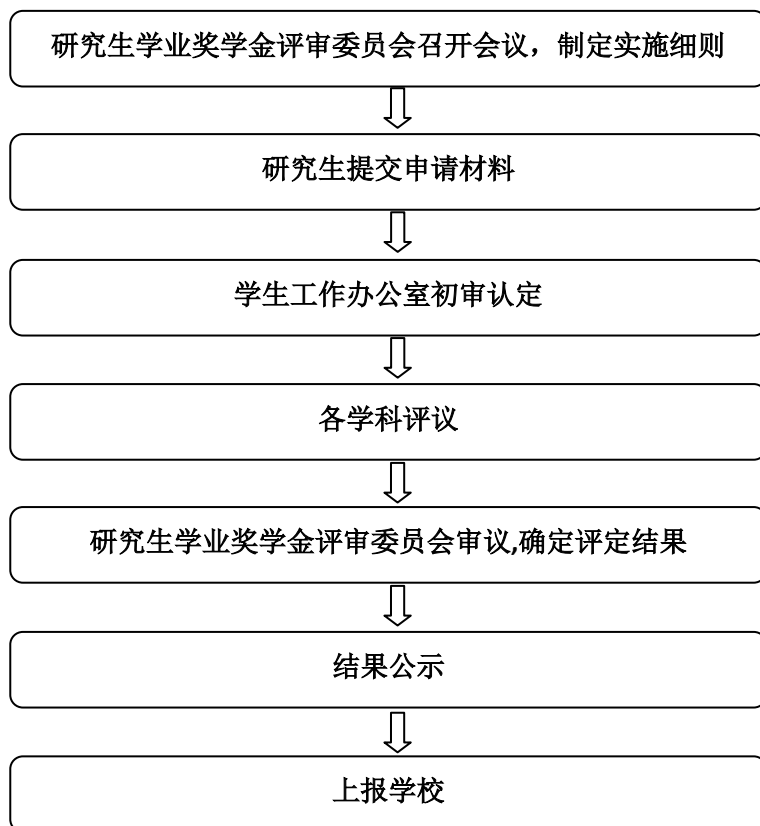 研究生学业奖学金评审委员会召开会议，制定实施细则
研究生提交申请材料
学生工作办公室初审认定
各学科评议
研究生学业奖学金评审委员会审议,确定评定结果
结果公示
上报学校